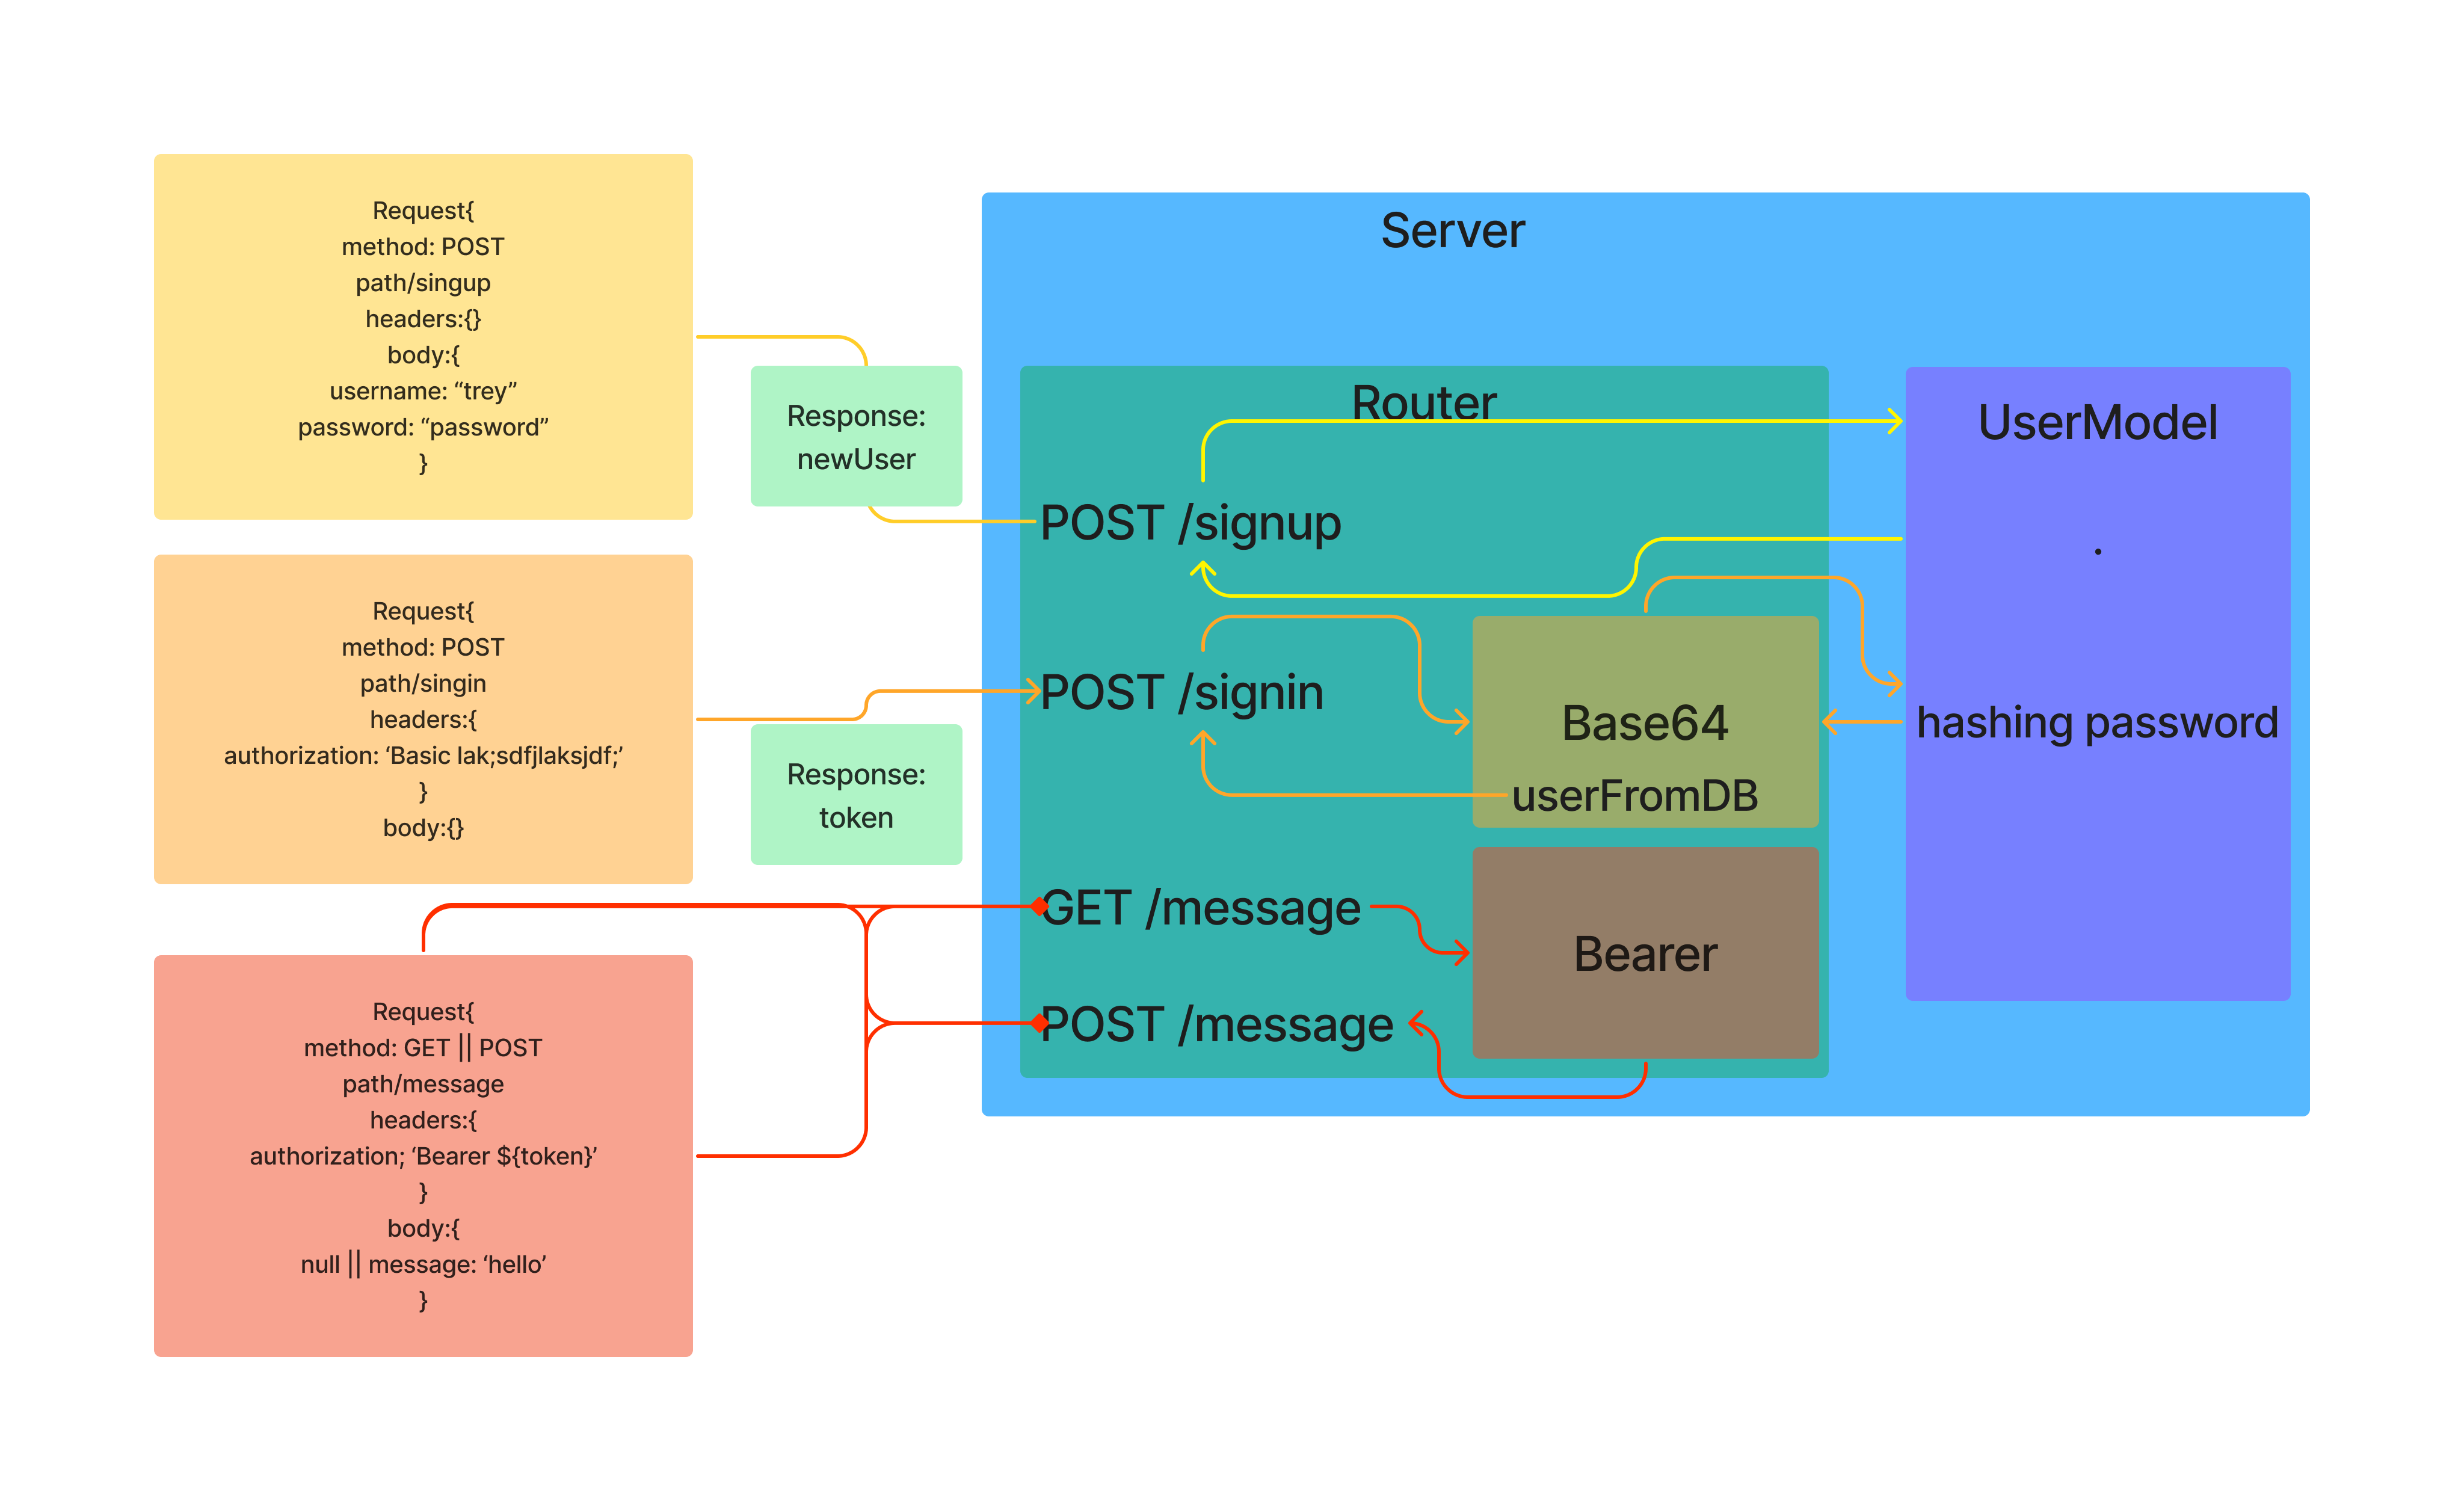 Request{
method: POST
path/singup
headers:{}
body:{
username: “trey”
password: “password”
}
Response:
newUser
Request{
method: POST
path/singin
headers:{
authorization: ‘Basic lak;sdfjlaksjdf;’
}
body:{}
Response:
token
Request{
method: GET || POST
path/message
headers:{
authorization; ‘Bearer ${token}’
}
body:{
null || message: ‘hello’
}
Server
Router
POST /signup
POST /signin
Base64
userFromDB
GET /message
Bearer
POST /message
UserModel
.
hashing password